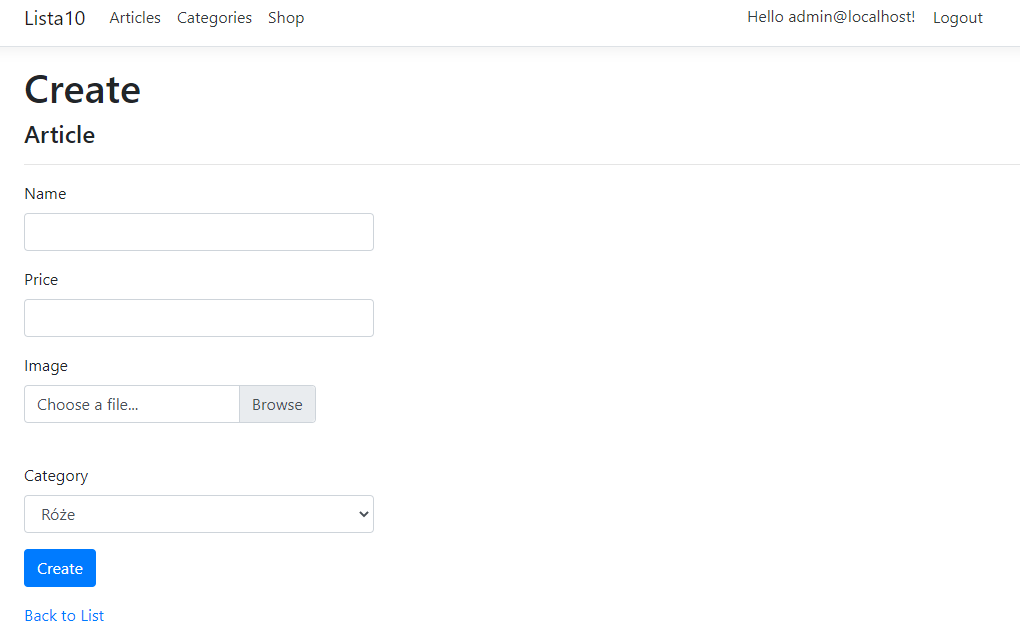 Lista10 Articles Categories Shop Hello admin@localhost! Logout
Create
Article
Name
Price
Image
Choose a file... Browse
Category
Róże
Create
Back to List